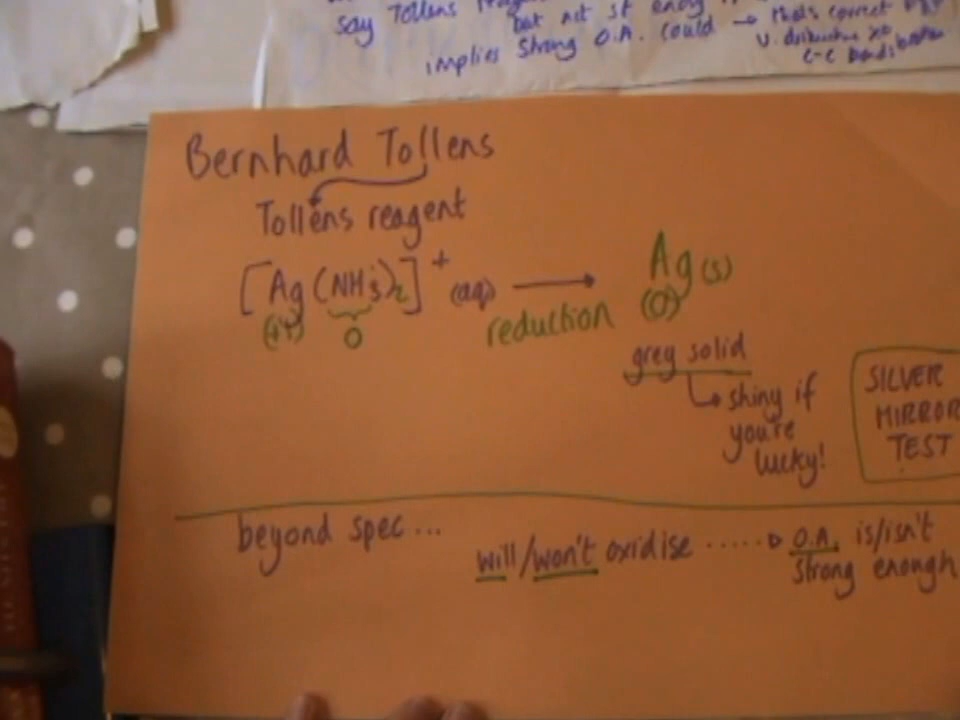 say Tollens
but not st
implies strong O.A. could → that's correct
C-C
Bernhard Tollens
Tollens reagent
[Ag(NH3)2]+ (aq) → Ag(s)
(+1) 0 reduction (0)
grey solid
shiny if
you're
lucky!
SILVER
MIRROR
TEST
beyond spec...
will/won't oxidise ..... O.A. is/isn't
strong enough